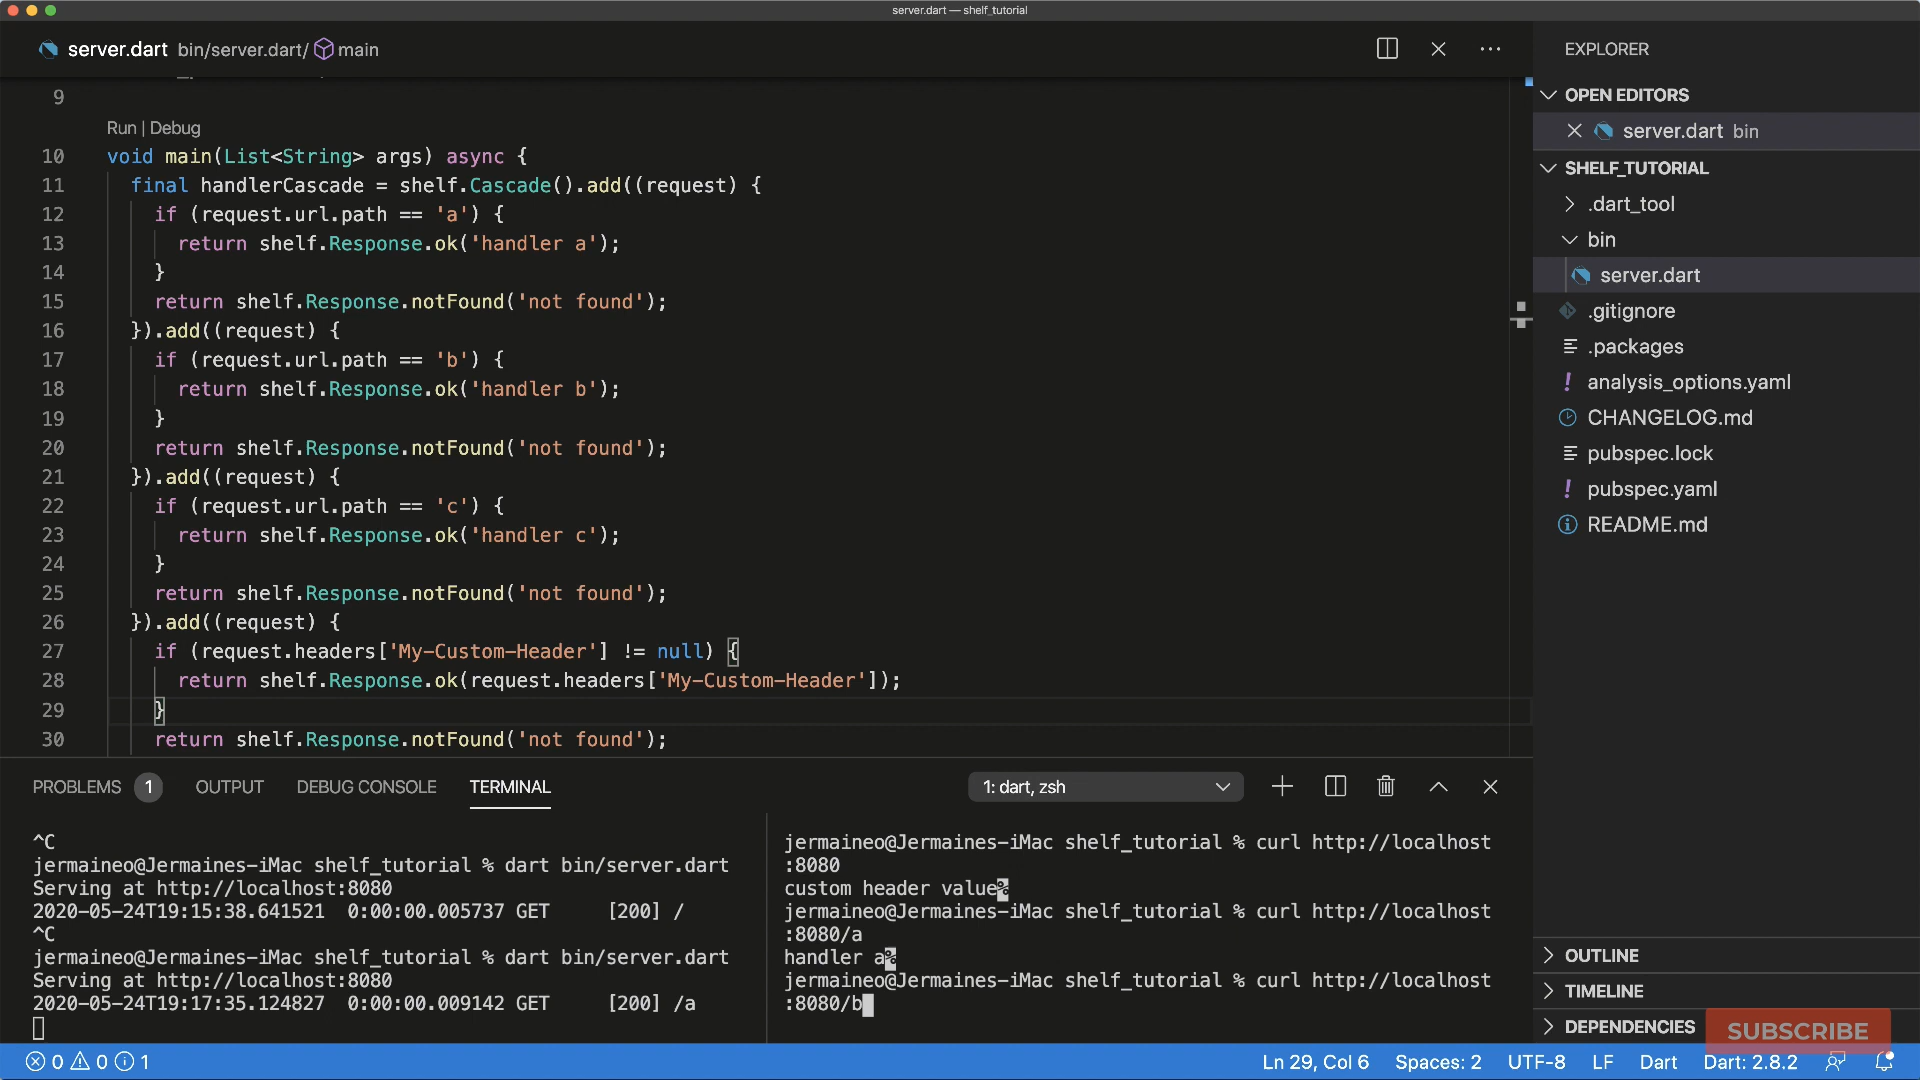 server.dart — shelf_tutorial
server.dart bin/server.dart/ main
9
Run | Debug
10 void main(List<String> args) async {
11 final handlerCascade = shelf.Cascade().add((request) {
12 if (request.url.path == 'a') {
13 return shelf.Response.ok('handler a');
14 }
15 return shelf.Response.notFound('not found');
16 }).add((request) {
17 if (request.url.path == 'b') {
18 return shelf.Response.ok('handler b');
19 }
20 return shelf.Response.notFound('not found');
21 }).add((request) {
22 if (request.url.path == 'c') {
23 return shelf.Response.ok('handler c');
24 }
25 return shelf.Response.notFound('not found');
26 }).add((request) {
27 if (request.headers['My-Custom-Header'] != null) {
28 return shelf.Response.ok(request.headers['My-Custom-Header']);
29 }
30 return shelf.Response.notFound('not found');
PROBLEMS 1 OUTPUT DEBUG CONSOLE TERMINAL
1: dart, zsh
^C
jermaineo@Jermaines-iMac shelf_tutorial % dart bin/server.dart
Serving at http://localhost:8080
2020-05-24T19:15:38.641521 0:00:00.005737 GET [200] /
^C
jermaineo@Jermaines-iMac shelf_tutorial % dart bin/server.dart
Serving at http://localhost:8080
2020-05-24T19:17:35.124827 0:00:00.009142 GET [200] /a
jermaineo@Jermaines-iMac shelf_tutorial % curl http://localhost
:8080
custom header value%
jermaineo@Jermaines-iMac shelf_tutorial % curl http://localhost
:8080/a
handler a%
jermaineo@Jermaines-iMac shelf_tutorial % curl http://localhost
:8080/b
EXPLORER
OPEN EDITORS
server.dart bin
SHELF_TUTORIAL
.dart_tool
bin
server.dart
.gitignore
.packages
analysis_options.yaml
CHANGELOG.md
pubspec.lock
pubspec.yaml
README.md
OUTLINE
TIMELINE
DEPENDENCIES
SUBSCRIBE
0 0 1
Ln 29, Col 6 Spaces: 2 UTF-8 LF Dart Dart: 2.8.2